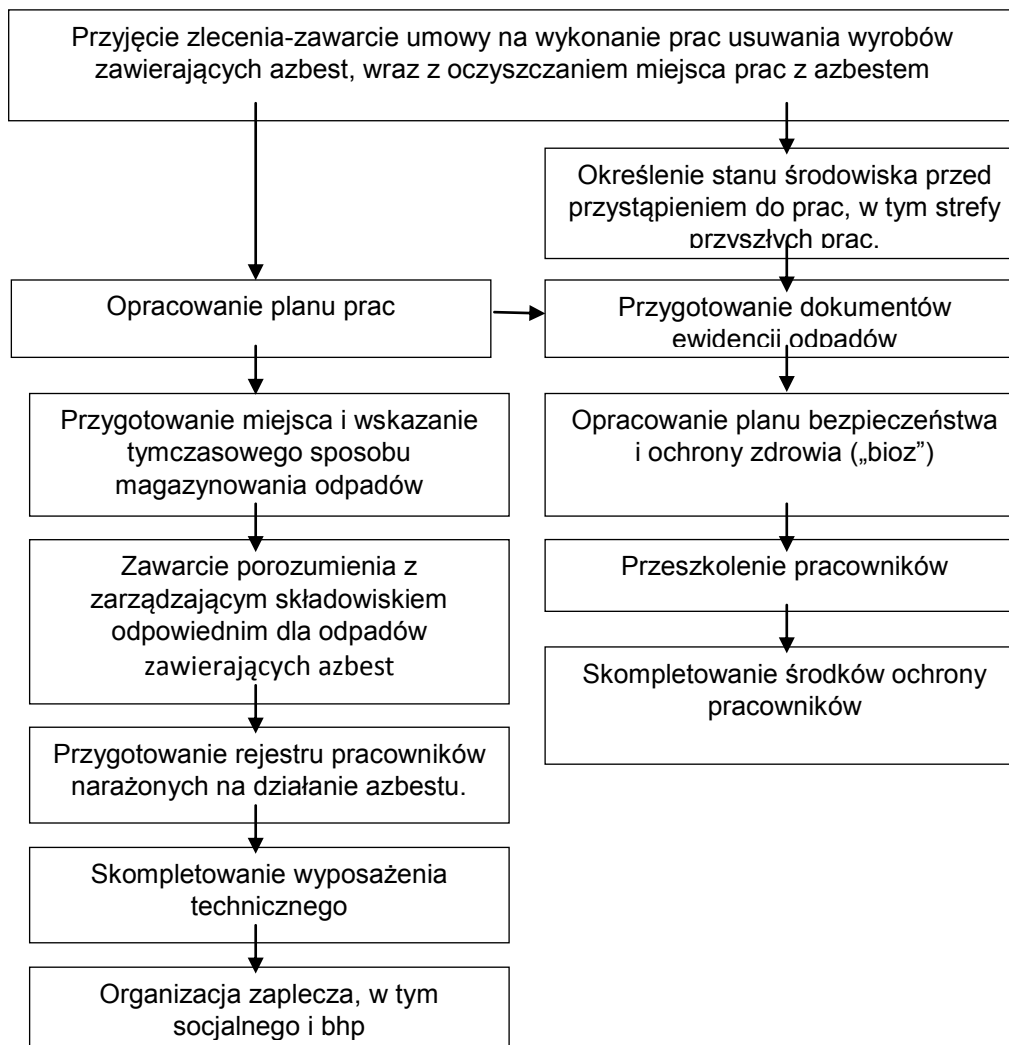 Przyjęcie zlecenia-zawarcie umowy na wykonanie prac usuwania wyrobów
zawierających azbest, wraz z oczyszczaniem miejsca prac z azbestem
Określenie stanu środowiska przed
przystąpieniem do prac, w tym strefy
przyszłych prac.
Opracowanie planu prac
Przygotowanie dokumentów
ewidencji odpadów
Przygotowanie miejsca i wskazanie
tymczasowego sposobu
magazynowania odpadów
Opracowanie planu bezpieczeństwa
i ochrony zdrowia („bioz”)
Zawarcie porozumienia z
zarządzającym składowiskiem
odpowiednim dla odpadów
zawierających azbest
Przeszkolenie pracowników
Skompletowanie środków ochrony
pracowników
Przygotowanie rejestru pracowników
narażonych na działanie azbestu.
Skompletowanie wyposażenia
technicznego
Organizacja zaplecza, w tym
socjalnego i bhp